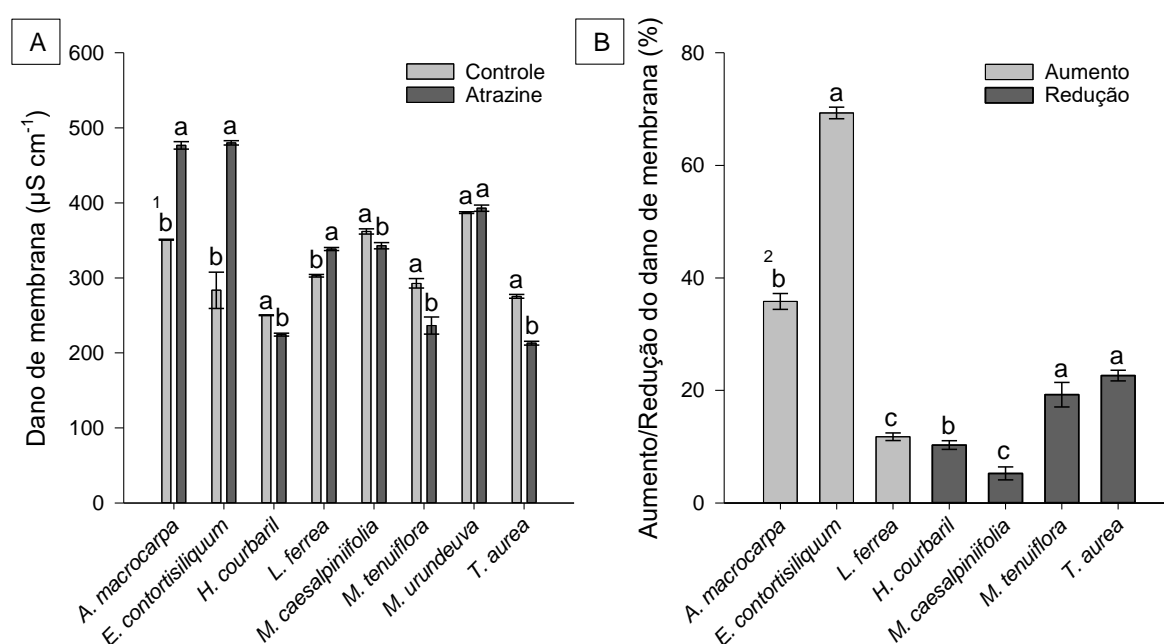 A
Dano de membrana (µS cm⁻¹)
600
500
400
300
200
100
0
Controle
Atrazine
1
b
a
b
a
a
b
b
a
a
b
a
b
a
a
a
b
A. macrocarpa
E. contortisiliquum
H. courbaril
L. ferrea
M. caesalpiniifolia
M. tenuiflora
M. urundeuva
T. aurea
B
Aumento/Redução do dano de membrana (%)
80
60
40
20
0
Aumento
Redução
2
b
a
c
b
c
a
a
A. macrocarpa
E. contortisiliquum
L. ferrea
H. courbaril
M. caesalpiniifolia
M. tenuiflora
T. aurea